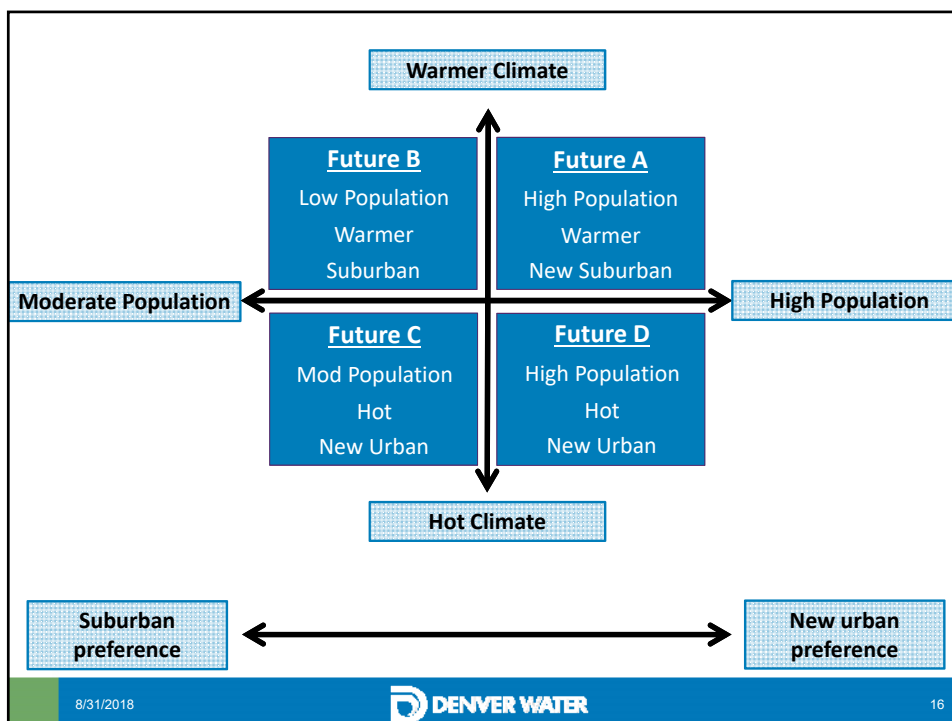 Warmer Climate
Future B
Low Population
Warmer
Suburban
Future A
High Population
Warmer
New Suburban
Moderate Population
High Population
Future C
Mod Population
Hot
New Urban
Future D
High Population
Hot
New Urban
Hot Climate
Suburban
preference
New urban
preference
8/31/2018
DENVER WATER
16